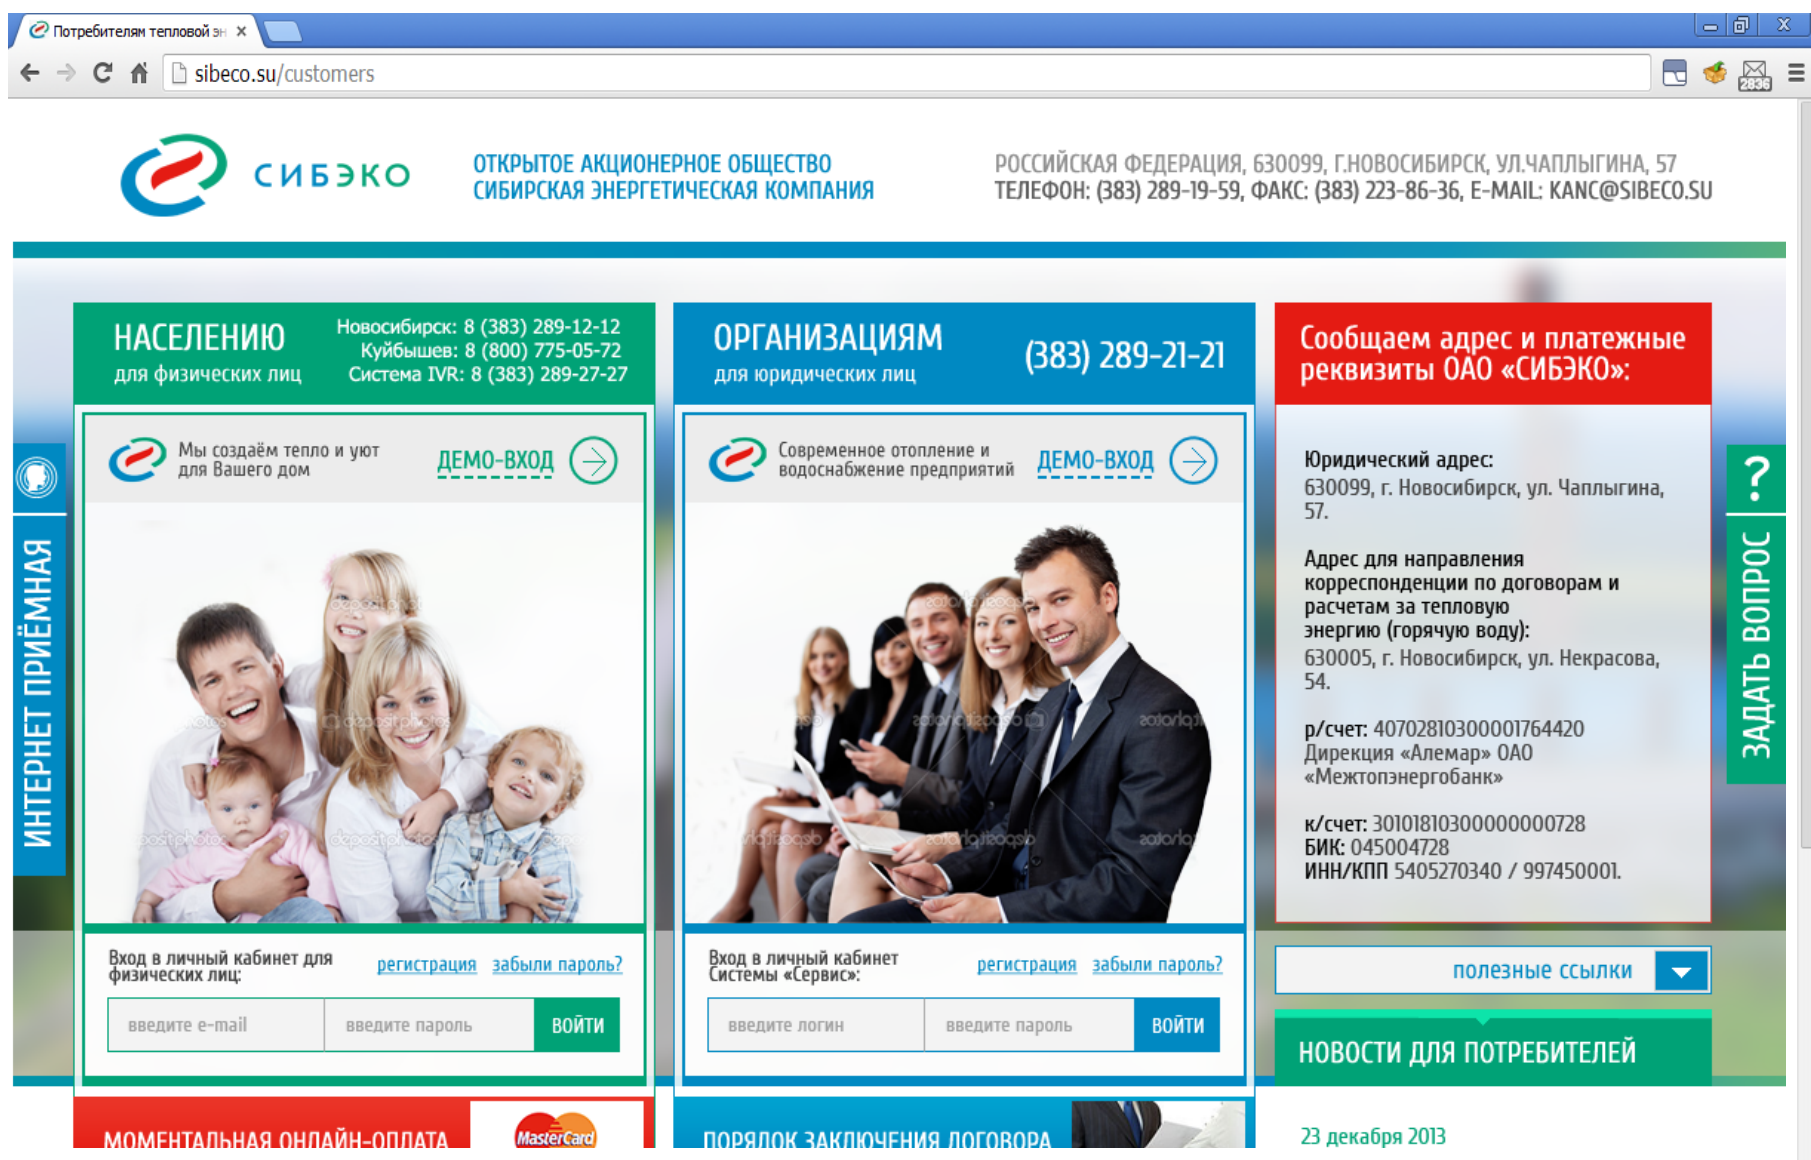 Потребителям тепловой эн
sibeco.su/customers
2836
СИБЭКО
ОТКРЫТОЕ АКЦИОНЕРНОЕ ОБЩЕСТВО
СИБИРСКАЯ ЭНЕРГЕТИЧЕСКАЯ КОМПАНИЯ
РОССИЙСКАЯ ФЕДЕРАЦИЯ, 630099, Г.НОВОСИБИРСК, УЛ.ЧАПЛЫГИНА, 57
ТЕЛЕФОН: (383) 289-19-59, ФАКС: (383) 223-86-36, E-MAIL: KANC@SIBECO.SU
ИНТЕРНЕТ ПРИЁМНАЯ
НАСЕЛЕНИЮ
для физических лиц
Новосибирск: 8 (383) 289-12-12
Куйбышев: 8 (800) 775-05-72
Система IVR: 8 (383) 289-27-27
Мы создаём тепло и уют
для Вашего дом
ДЕМО-ВХОД
depositphotos
Вход в личный кабинет для
физических лиц:
регистрация
забыли пароль?
введите e-mail
введите пароль
ВОЙТИ
МОМЕНТАЛЬНАЯ ОНЛАЙН-ОПЛАТА
MasterCard
ОРГАНИЗАЦИЯМ
для юридических лиц
(383) 289-21-21
Современное отопление и
водоснабжение предприятий
ДЕМО-ВХОД
Вход в личный кабинет
Системы «Сервис»:
регистрация
забыли пароль?
введите логин
введите пароль
ВОЙТИ
ПОРЯДОК ЗАКЛЮЧЕНИЯ ДОГОВОРА
Сообщаем адрес и платежные
реквизиты ОАО «СИБЭКО»:
Юридический адрес:
630099, г. Новосибирск, ул. Чаплыгина,
57.
Адрес для направления
корреспонденции по договорам и
расчетам за тепловую
энергию (горячую воду):
630005, г. Новосибирск, ул. Некрасова,
54.
р/счет: 40702810300001764420
Дирекция «Алемар» ОАО
«Межтопэнергобанк»
к/счет: 30101810300000000728
БИК: 045004728
ИНН/КПП 5405270340 / 997450001.
полезные ссылки
НОВОСТИ ДЛЯ ПОТРЕБИТЕЛЕЙ
23 декабря 2013
?
ЗАДАТЬ ВОПРОС